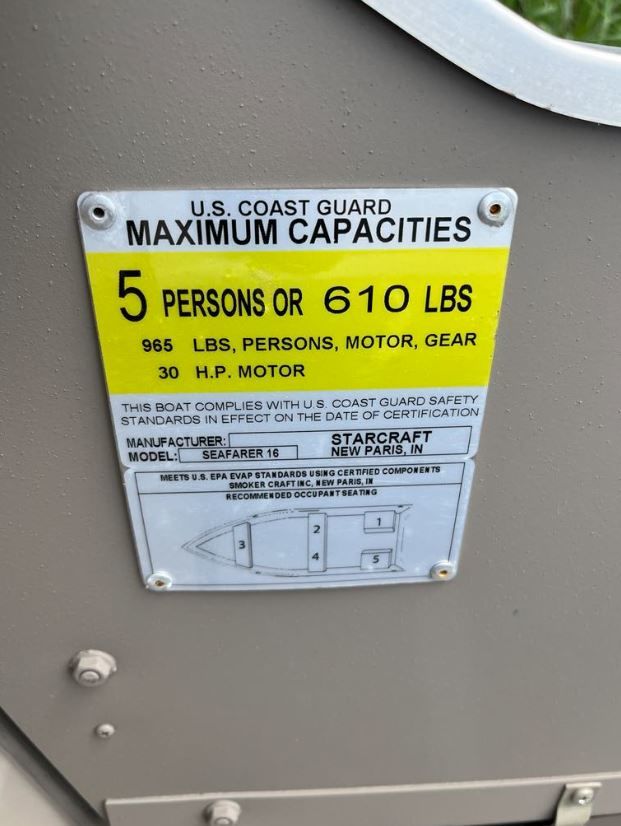 U.S. COAST GUARD
MAXIMUM CAPACITIES
5 PERSONS OR 610 LBS
965 LBS, PERSONS, MOTOR, GEAR
30 H.P. MOTOR
THIS BOAT COMPLIES WITH U.S. COAST GUARD SAFETY
STANDARDS IN EFFECT ON THE DATE OF CERTIFICATION
MANUFACTURER: STARCRAFT
MODEL: SEAFARER 16 NEW PARIS, IN
MEETS U.S. EPA EVAP STANDARDS USING CERTIFIED COMPONENTS
SMOKER CRAFT INC, NEW PARIS, IN
RECOMMENDED OCCUPANT SEATING
1
2
3
4
5